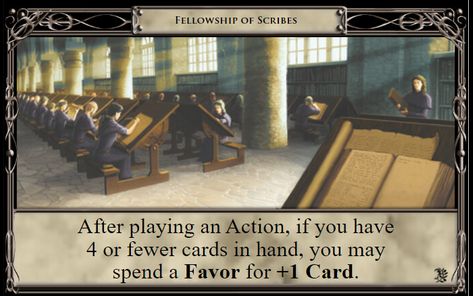 Fellowship of Scribes
After playing an Action, if you have
4 or fewer cards in hand, you may
spend a Favor for +1 Card.